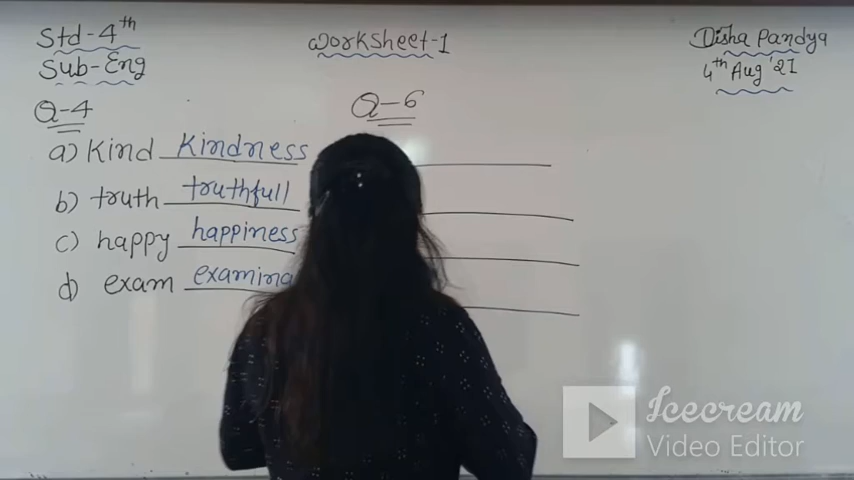 Std-4th
Sub-Eng
Worksheet-1
Disha Pandya
4th Aug '21
Q-4
a) Kind Kindness
b) truth truthfull
c) happy happiness
d) exam examina
Q-6
Icecream
Video Editor